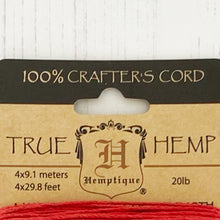 100% CRAFTER'S CORD
TRUE HEMP
H
4x9.1 meters
4x29.8 feet
Hemptique®
20lb